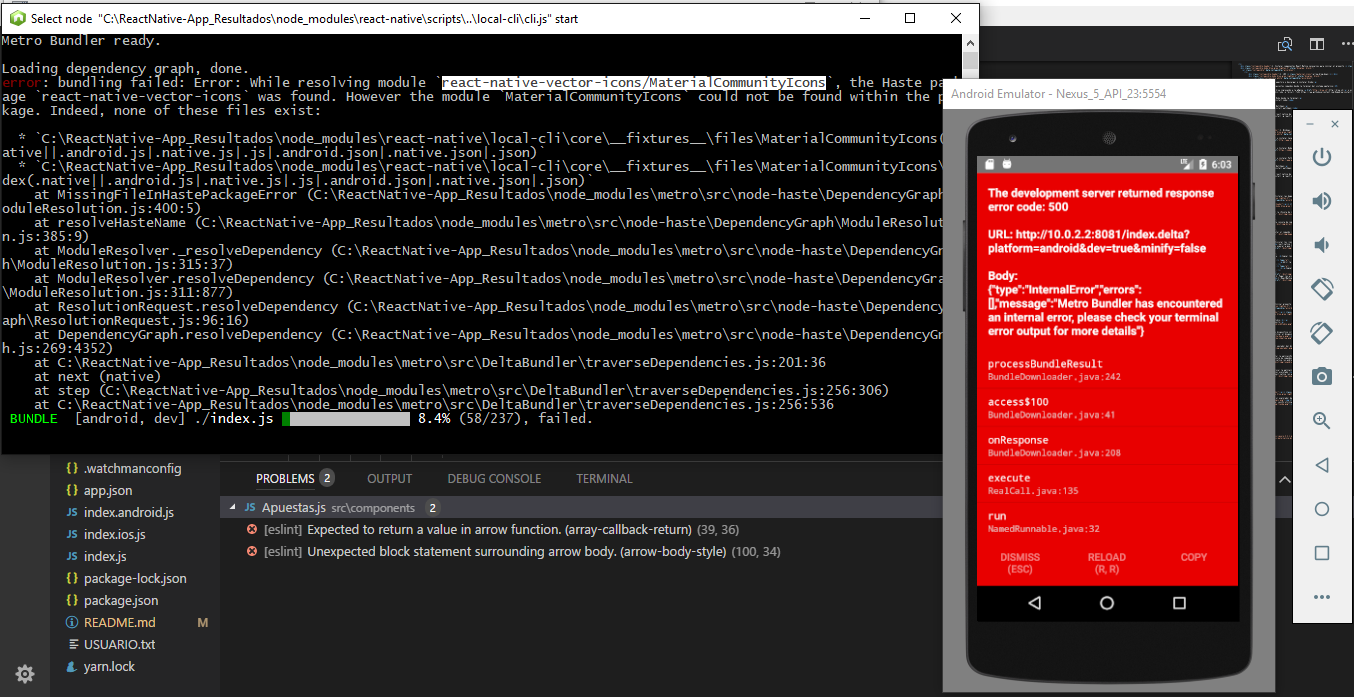 Select node "C:\ReactNative-App_Resultados\node_modules\react-native\scripts\..\local-cli\cli.js" start
Metro Bundler ready.
Loading dependency graph, done.
error: bundling failed: Error: While resolving module `react-native-vector-icons/MaterialCommunityIcons`, the Haste pack
age `react-native-vector-icons` was found. However the module `MaterialCommunityIcons` could not be found within the p
kage. Indeed, none of these files exist:
* `C:\ReactNative-App_Resultados\node_modules\react-native\local-cli\core\__fixtures__\files\MaterialCommunityIcons(
ative||.android.js|.native.js|.js|.android.json|.native.json|.json)`
* `C:\ReactNative-App_Resultados\node_modules\react-native\local-cli\core\__fixtures__\files\MaterialCommunityIcons\
dex(.native||.android.js|.native.js|.js|.android.json|.native.json|.json)`
at MissingFileInHastePackageError (C:\ReactNative-App_Resultados\node_modules\metro\src\node-haste\DependencyGraph
oduleResolution.js:400:5)
at resolveHasteName (C:\ReactNative-App_Resultados\node_modules\metro\src\node-haste\DependencyGraph\ModuleResolut
n.js:385:9)
at ModuleResolver._resolveDependency (C:\ReactNative-App_Resultados\node_modules\metro\src\node-haste\DependencyGr
h\ModuleResolution.js:315:37)
at ModuleResolver.resolveDependency (C:\ReactNative-App_Resultados\node_modules\metro\src\node-haste\DependencyGra
\ModuleResolution.js:311:877)
at ResolutionRequest.resolveDependency (C:\ReactNative-App_Resultados\node_modules\metro\src\node-haste\Dependency
aph\ResolutionRequest.js:96:16)
at DependencyGraph.resolveDependency (C:\ReactNative-App_Resultados\node_modules\metro\src\node-haste\DependencyGr
h.js:269:4352)
at C:\ReactNative-App_Resultados\node_modules\metro\src\DeltaBundler\traverseDependencies.js:201:36
at next (native)
at step (C:\ReactNative-App_Resultados\node_modules\metro\src\DeltaBundler\traverseDependencies.js:256:306)
at C:\ReactNative-App_Resultados\node_modules\metro\src\DeltaBundler\traverseDependencies.js:256:536
BUNDLE [android, dev] ./index.js 8.4% (58/237), failed.
.watchmanconfig
app.json
JS index.android.js
JS index.ios.js
JS index.js
package-lock.json
package.json
README.md M
USUARIO.txt
yarn.lock
PROBLEMS 2 OUTPUT DEBUG CONSOLE TERMINAL
JS Apuestas.js src\components 2
[eslint] Expected to return a value in arrow function. (array-callback-return) (39, 36)
[eslint] Unexpected block statement surrounding arrow body. (arrow-body-style) (100, 34)
Android Emulator - Nexus_5_API_23:5554
6:03
The development server returned response
error code: 500
URL: http://10.0.2.2:8081/index.delta?
platform=android&dev=true&minify=false
Body:
{"type":"InternalError","errors":
[],"message":"Metro Bundler has encountered
an internal error, please check your terminal
error output for more details"}
processBundleResult
BundleDownloader.java:242
access$100
BundleDownloader.java:41
onResponse
BundleDownloader.java:208
execute
RealCall.java:135
run
NamedRunnable.java:32
DISMISS RELOAD COPY
(ESC) (R, R)